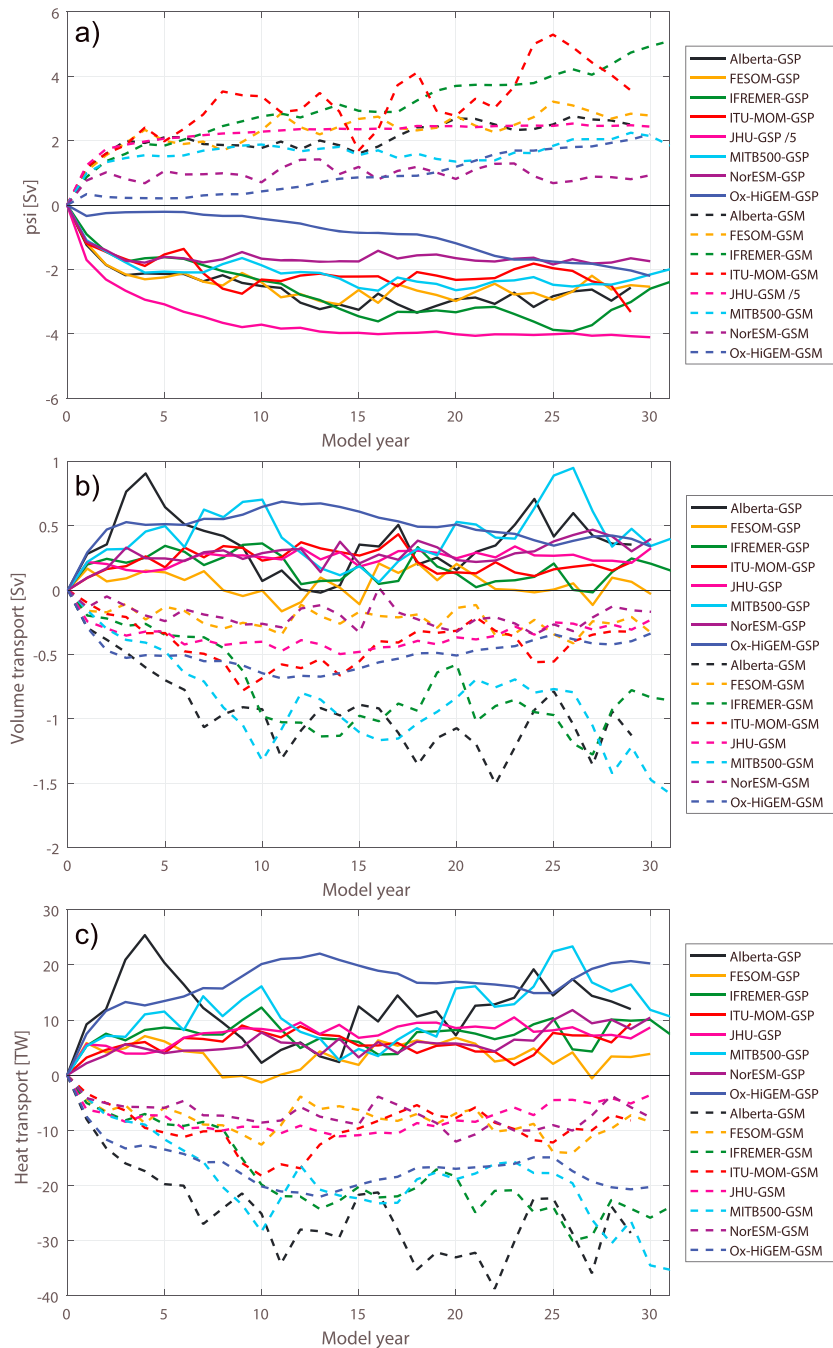 a)
6
4
2
0
-2
-4
-6
psi [Sv]
0
5
10
15
20
25
30
Model year
Alberta-GSP
FESOM-GSP
IFREMER-GSP
ITU-MOM-GSP
JHU-GSP /5
MITB500-GSP
NorESM-GSP
Ox-HiGEM-GSP
Alberta-GSM
FESOM-GSM
IFREMER-GSM
ITU-MOM-GSM
JHU-GSM /5
MITB500-GSM
NorESM-GSM
Ox-HiGEM-GSM
b)
1
0.5
0
-0.5
-1
-1.5
-2
Volume transport [Sv]
0
5
10
15
20
25
30
Model year
Alberta-GSP
FESOM-GSP
IFREMER-GSP
ITU-MOM-GSP
JHU-GSP
MITB500-GSP
NorESM-GSP
Ox-HiGEM-GSP
Alberta-GSM
FESOM-GSM
IFREMER-GSM
ITU-MOM-GSM
JHU-GSM
MITB500-GSM
NorESM-GSM
Ox-HiGEM-GSM
c)
30
20
10
0
-10
-20
-30
-40
Heat transport [TW]
0
5
10
15
20
25
30
Model year
Alberta-GSP
FESOM-GSP
IFREMER-GSP
ITU-MOM-GSP
JHU-GSP
MITB500-GSP
NorESM-GSP
Ox-HiGEM-GSP
Alberta-GSM
FESOM-GSM
IFREMER-GSM
ITU-MOM-GSM
JHU-GSM
MITB500-GSM
NorESM-GSM
Ox-HiGEM-GSM